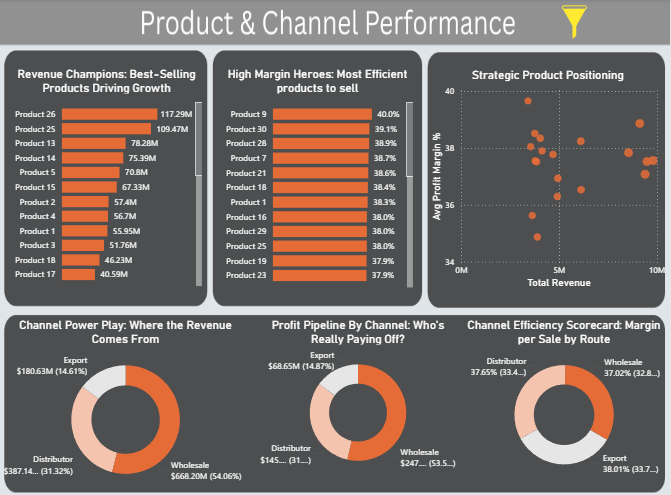 Product & Channel Performance
Revenue Champions: Best-Selling
Products Driving Growth
Product 26 117.29M
Product 25 109.47M
Product 13 78.28M
Product 14 75.39M
Product 5 70.8M
Product 15 67.33M
Product 2 57.4M
Product 4 56.7M
Product 1 55.95M
Product 3 51.76M
Product 18 46.23M
Product 17 40.59M
High Margin Heroes: Most Efficient
products to sell
Product 9 40.0%
Product 30 39.1%
Product 28 38.9%
Product 7 38.7%
Product 21 38.6%
Product 18 38.4%
Product 1 38.3%
Product 16 38.0%
Product 29 38.0%
Product 25 38.0%
Product 19 37.9%
Product 23 37.9%
Strategic Product Positioning
Avg Profit Margin %
40
38
36
34
0M 5M 10M
Total Revenue
Channel Power Play: Where the Revenue
Comes From
Export
$180.63M (14.61%)
Distributor
$387.14... (31.32%)
Wholesale
$668.20M (54.06%)
Profit Pipeline By Channel: Who's
Really Paying Off?
Export
$68.65M (14.87%)
Distributor
$145.... (31....)
Wholesale
$247.... (53.5...)
Channel Efficiency Scorecard: Margin
per Sale by Route
Distributor
37.65% (33.4...)
Wholesale
37.02% (32.8...)
Export
38.01% (33.7...)